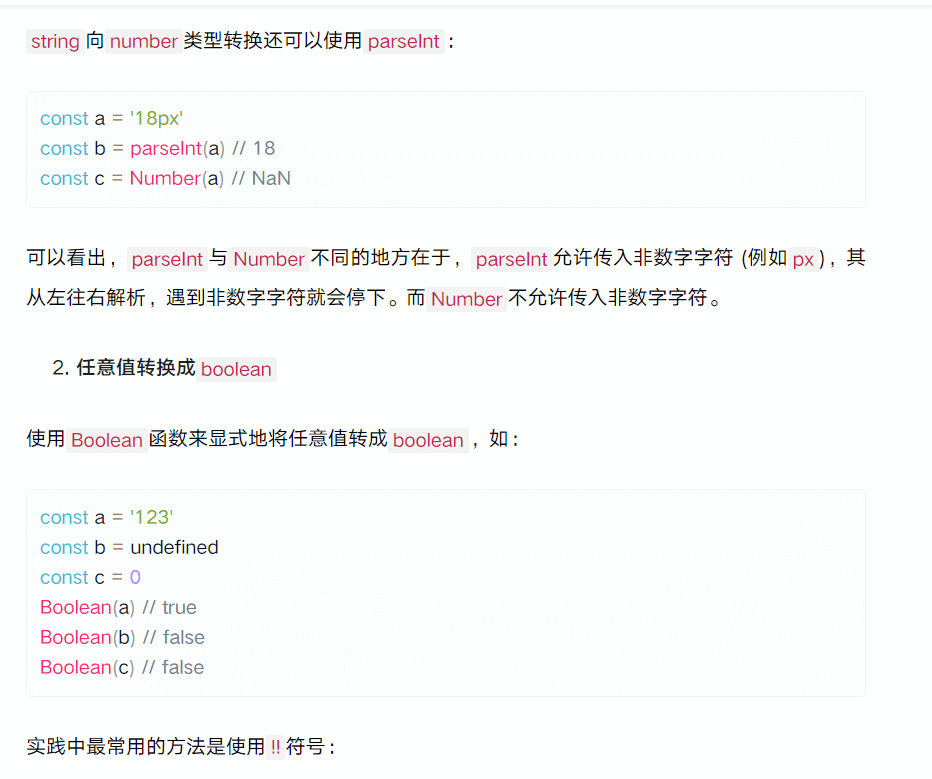 string 向 number 类型转换还可以使用 parseInt：
const a = '18px'
const b = parseInt(a) // 18
const c = Number(a) // NaN
可以看出，parseInt 与 Number 不同的地方在于，parseInt 允许传入非数字字符 (例如 px )，其
从左往右解析，遇到非数字字符就会停下。而 Number 不允许传入非数字字符。
2. 任意值转换成 boolean
使用 Boolean 函数来显式地将任意值转成 boolean ，如：
const a = '123'
const b = undefined
const c = 0
Boolean(a) // true
Boolean(b) // false
Boolean(c) // false
实践中最常用的方法是使用 !! 符号：